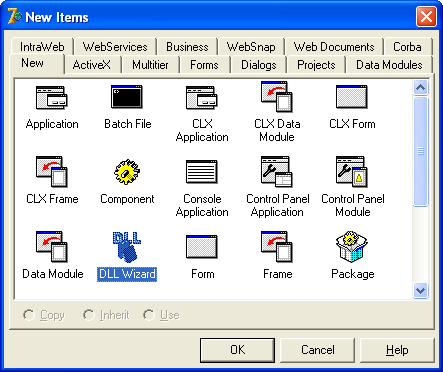 New Items
IntraWeb WebServices Business WebSnap Web Documents Corba
New ActiveX Multitier Forms Dialogs Projects Data Modules
Application Batch File CLX Application CLX Data Module CLX Form
CLX Frame Component Console Application Control Panel Application Control Panel Module
Data Module DLL Wizard Form Frame Package
Copy Inherit Use
OK Cancel Help